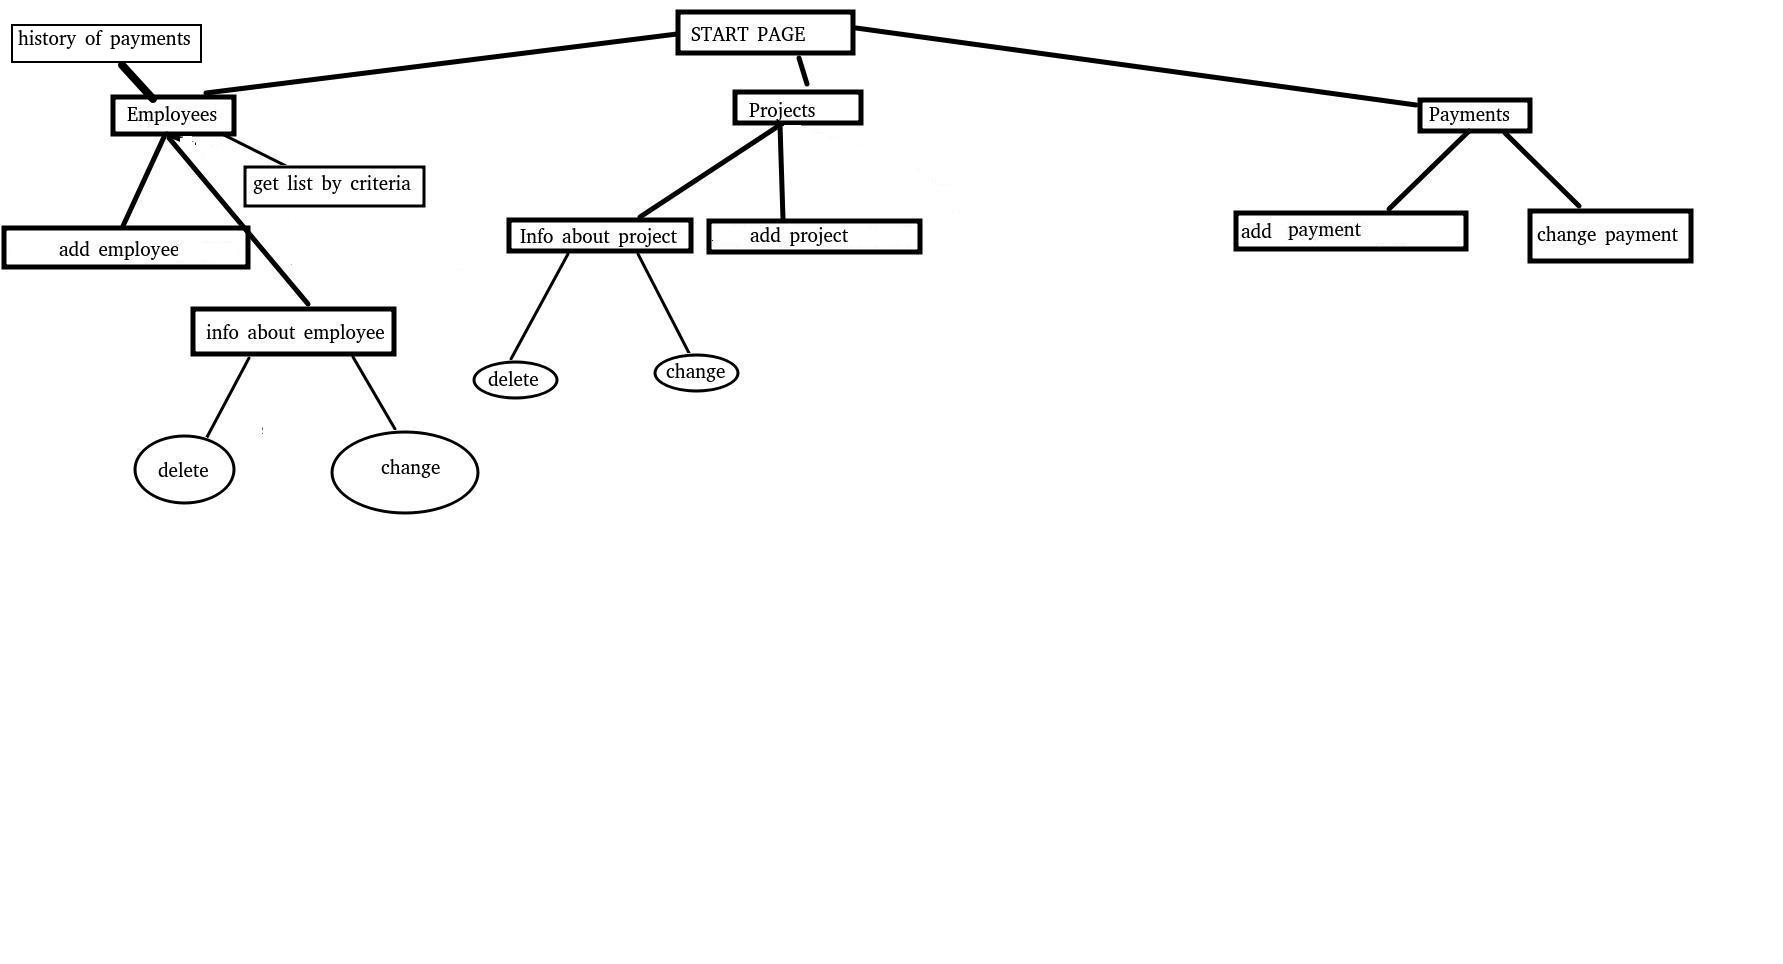 START PAGE
history of payments
Employees
Projects
Payments
get list by criteria
add employee
Info about project
add project
add payment
change payment
info about employee
delete
change
delete
change